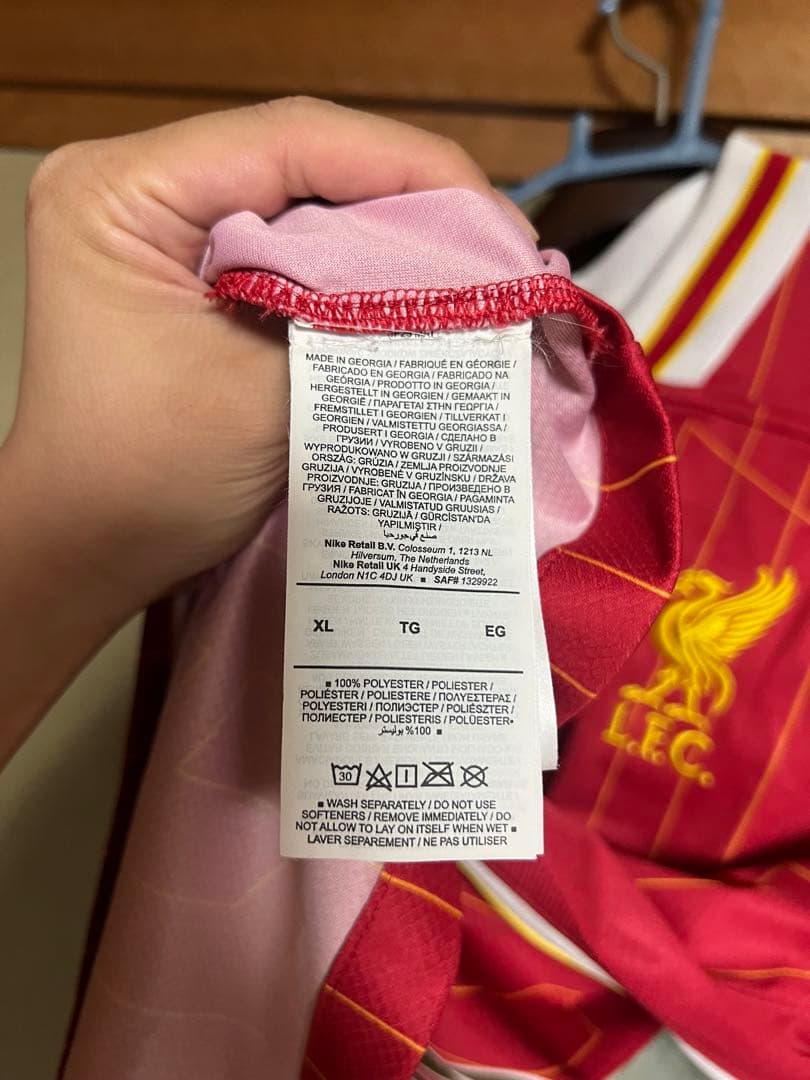 MADE IN GEORGIA / FABRIQUÉ EN GÉORGIE /
FABRICADO EN GEORGIA / FABRICADO NA
GEÓRGIA / PRODOTTO IN GEORGIA /
HERGESTELLT IN GEORGIEN / GEMAAKT IN
GEORGIË / ΠΑΡΑΓΕΤΑΙ ΣΤΗΝ ΓΕΩΡΓΙΑ /
FREMSTILLET I GEORGIEN / TILLVERKAT I
GEORGIEN / VALMISTETTU GEORGIASSA /
PRODUSERT I GEORGIA / СДЕЛАНО В
ГРУЗИИ / VYROBENO V GRUZII /
WYPRODUKOWANO W GRUZJI / SZÁRMAZÁSI
ORSZÁG: GRÚZIA / ZEMLJA PROIZVODNJE
GRUZIJA / VYROBENÉ V GRUZÍNSKU / DRŽAVA
PROIZVODNJE: GRUZIJA / ПРОИЗВЕДЕНО В
ГРУЗИЯ / FABRICAT ÎN GEORGIA / PAGAMINTA
GRUZIJOJE / VALMISTATUD GRUUSIAS /
RAŽOTS: GRUZIJĀ / GÜRCİSTAN'DA
YAPILMIŞTIR /
صنع في جورجيا
Nike Retail B.V. Colosseum 1, 1213 NL
Hilversum, The Netherlands
Nike Retail UK 4 Handyside Street,
London N1C 4DJ UK ■ SAF# 1329922
XL TG EG
■ 100% POLYESTER / POLIESTER /
POLIÉSTER / POLIESTERE / ΠΟΛΥΕΣΤΕΡΑΣ /
POLYESTERI / ПОЛИЭСТЕР / POLIÉSZTER /
ПОЛИЕСТЕР / POLIESTERIS / POLÜESTER•
100% بوليستر ■
30
■ WASH SEPARATELY / DO NOT USE
SOFTENERS / REMOVE IMMEDIATELY / DO
NOT ALLOW TO LAY ON ITSELF WHEN WET ■
LAVER SEPAREMENT / NE PAS UTILISER
L.F.C.